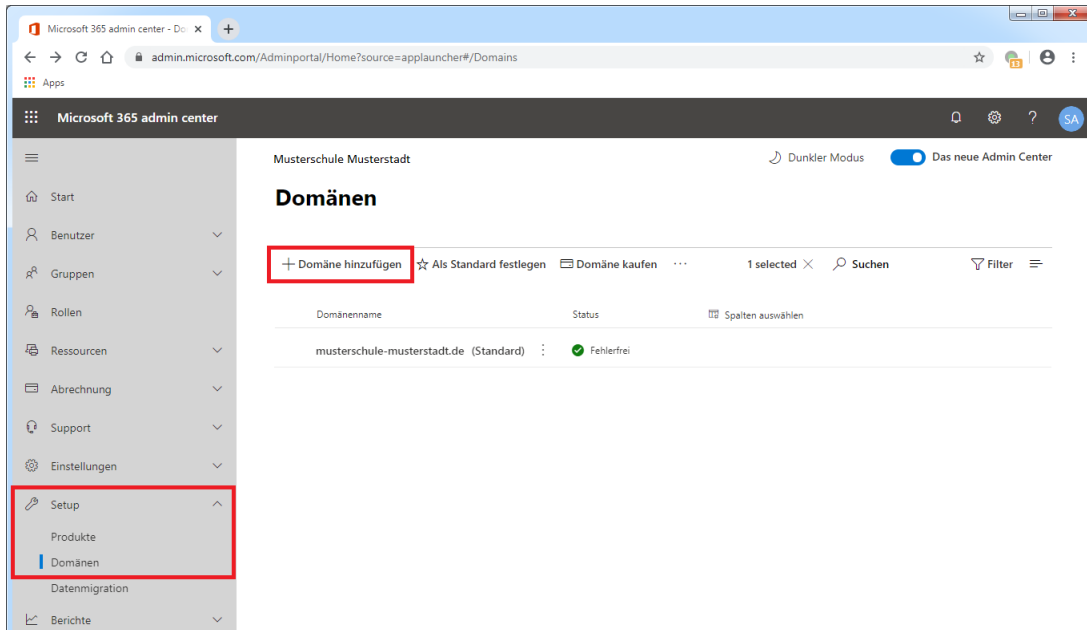 Microsoft 365 admin center - Do
admin.microsoft.com/Adminportal/Home?source=applauncher#/Domains
13
Apps
Microsoft 365 admin center
? SA
Musterschule Musterstadt
Dunkler Modus
Das neue Admin Center
Start
Domänen
Benutzer
Domäne hinzufügen
Als Standard festlegen
Domäne kaufen
1 selected
Suchen
Filter
Gruppen
Rollen
Domänenname
Status
Spalten auswählen
Ressourcen
musterschule-musterstadt.de (Standard)
Fehlerfrei
Abrechnung
Support
Einstellungen
Setup
Produkte
Domänen
Datenmigration
Berichte